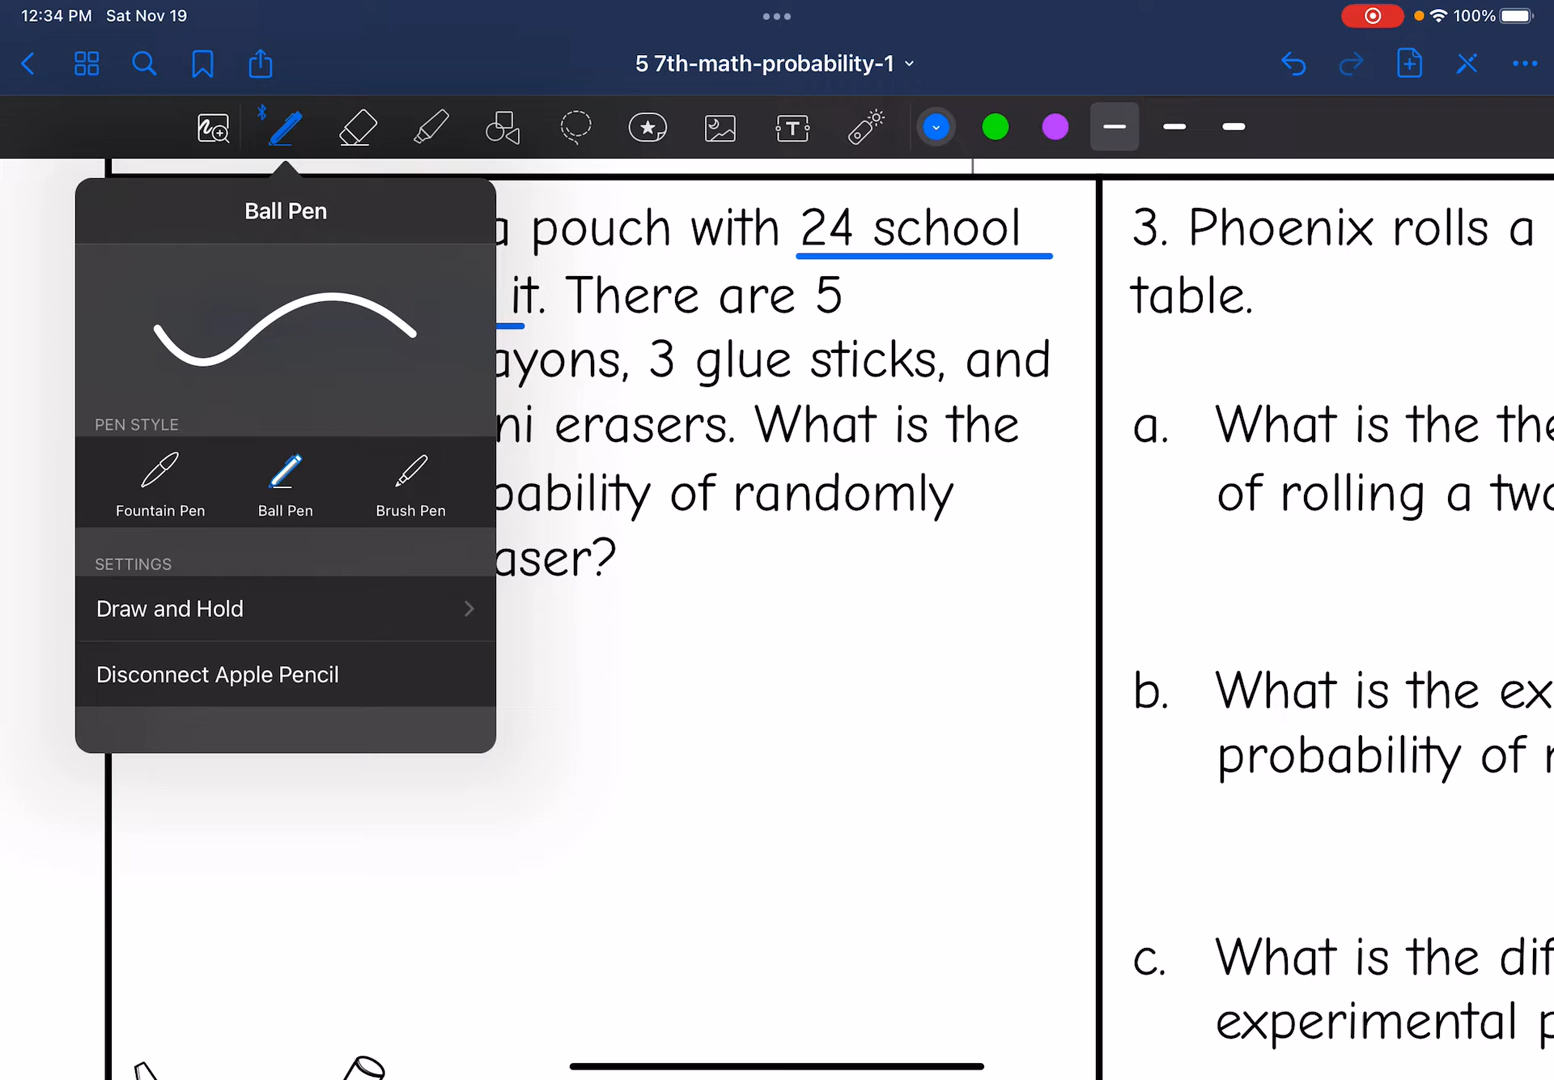 12:34 PM Sat Nov 19
100%
5 7th-math-probability-1
T
Ball Pen
PEN STYLE
Fountain Pen
Ball Pen
Brush Pen
SETTINGS
Draw and Hold
Disconnect Apple Pencil
a pouch with 24 school
it. There are 5
ayons, 3 glue sticks, and
ni erasers. What is the
bability of randomly
aser?
3. Phoenix rolls a
table.
a. What is the the
of rolling a two
b. What is the ex
probability of r
c. What is the dif
experimental p